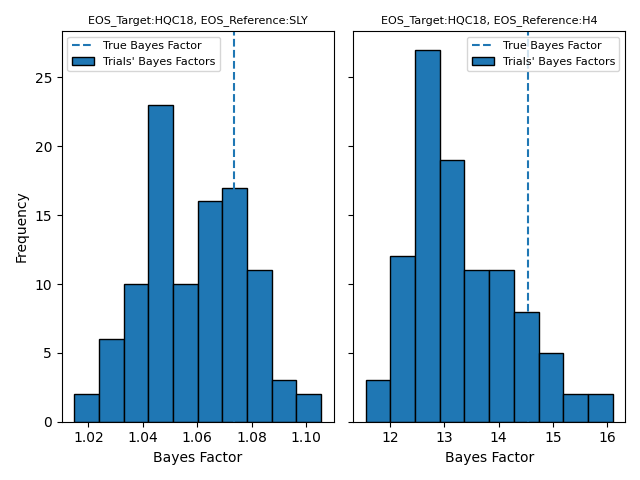 EOS_Target:HQC18, EOS_Reference:SLY
True Bayes Factor
Trials' Bayes Factors
Frequency
25
20
15
10
5
0
1.02 1.04 1.06 1.08 1.10
Bayes Factor
EOS_Target:HQC18, EOS_Reference:H4
True Bayes Factor
Trials' Bayes Factors
12 13 14 15 16
Bayes Factor